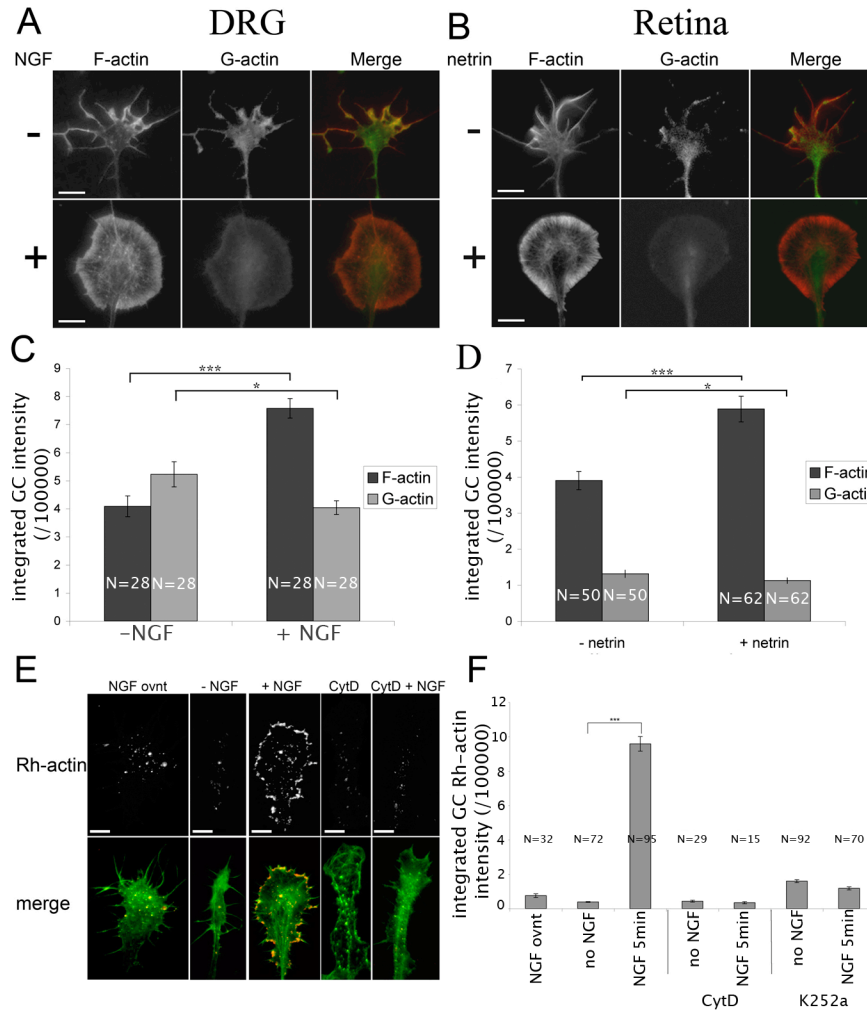 A DRG
B Retina
NGF F-actin G-actin Merge
netrin F-actin G-actin Merge
-
-
+
+
C
D
integrated GC intensity
(/100000)
9
8
7
6
5
4
3
2
1
0
***
*
F-actin
G-actin
N=28 N=28 N=28 N=28
–NGF + NGF
integrated GC intensity
(/100000)
7
6
5
4
3
2
1
0
***
*
F-actin
G-acti
N=50 N=50 N=62 N=62
- netrin + netrin
E
NGF ovnt - NGF + NGF CytD CytD + NGF
Rh-actin
merge
F
integrated GC Rh-actin
intensity (/100000)
12
10
8
6
4
2
0
***
N=32 N=72 N=95 N=29 N=15 N=92 N=70
NGF ovnt
no NGF
NGF 5min
no NGF
NGF 5min
no NGF
NGF 5min
CytD K252a